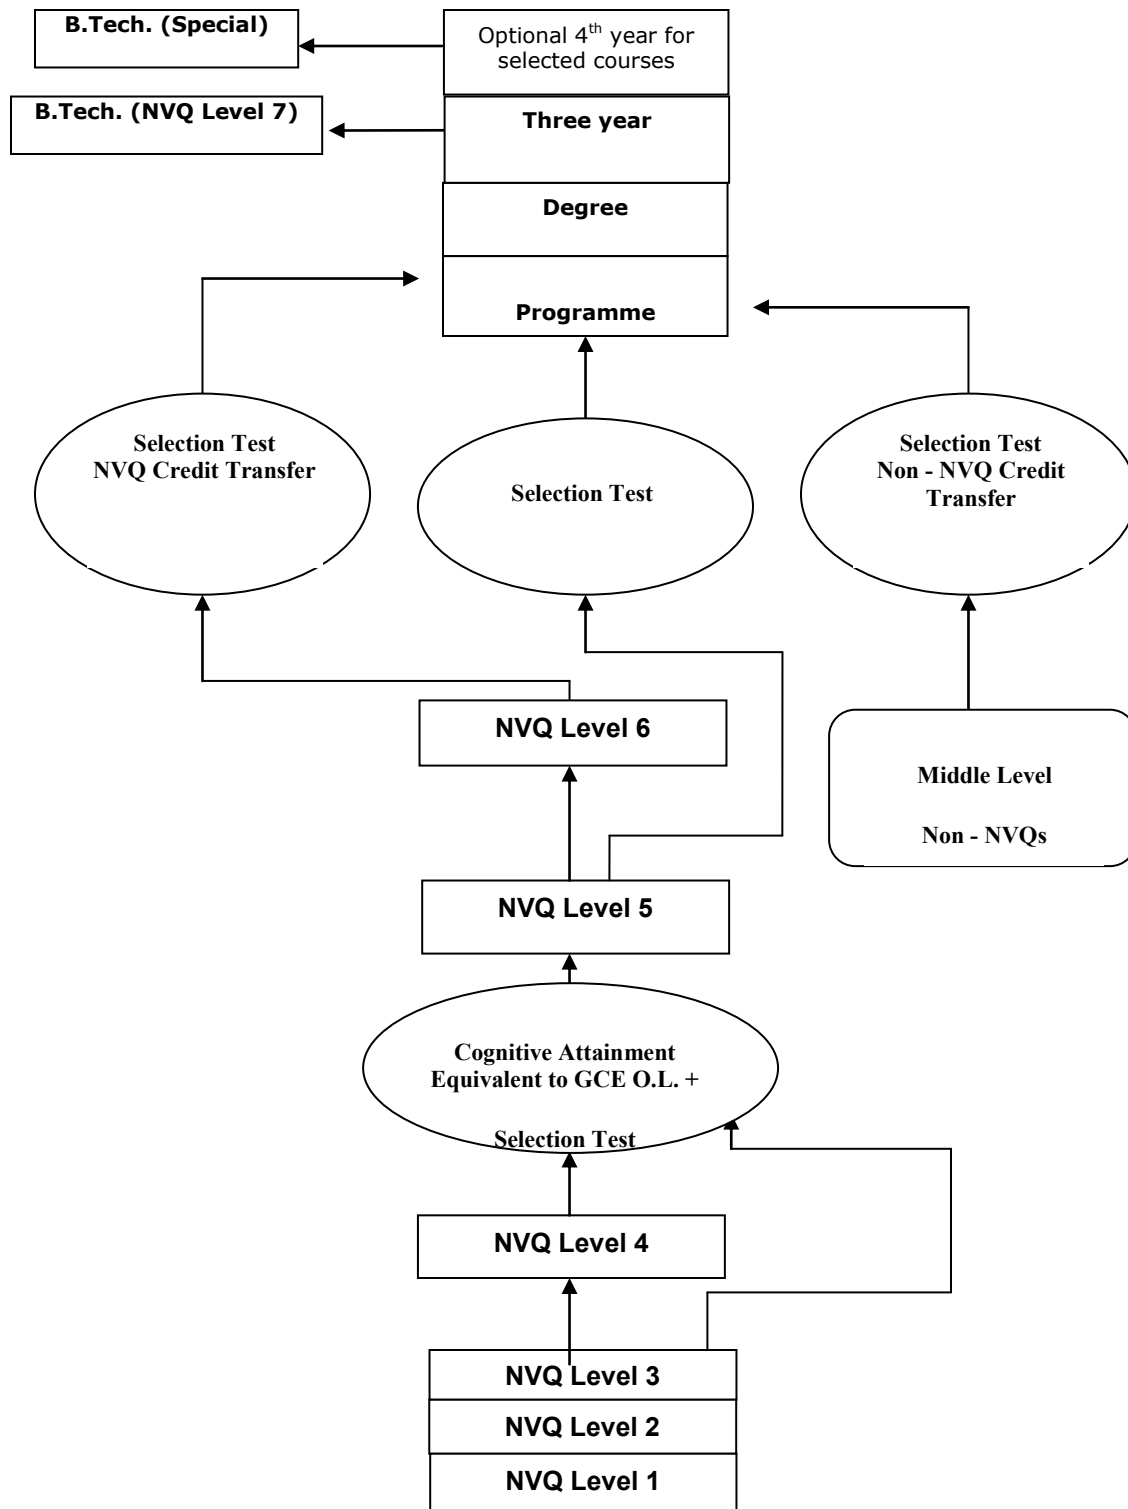 B.Tech. (Special)
Optional 4th year for
selected courses
B.Tech. (NVQ Level 7)
Three year
Degree
Programme
Selection Test
NVQ Credit Transfer
Selection Test
Selection Test
Non - NVQ Credit
Transfer
NVQ Level 6
Middle Level
Non - NVQs
NVQ Level 5
Cognitive Attainment
Equivalent to GCE O.L. +
Selection Test
NVQ Level 4
NVQ Level 3
NVQ Level 2
NVQ Level 1